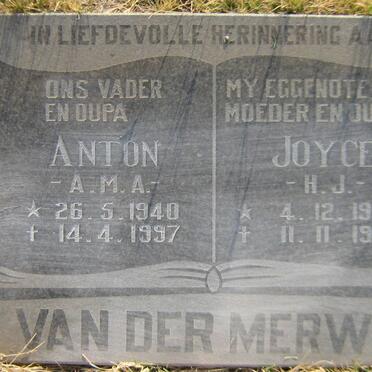 IN LIEFDEVOLLE HERINNERING A
ONS VADER
EN OUPA
ANTON
- A.M.A. -
★ 26.5.1940
† 14.4.1997
MY EGGENOTE
MOEDER EN OU
JOYCE
- H.J. -
★ 4.12.19
† 11.11.19
VAN DER MERW